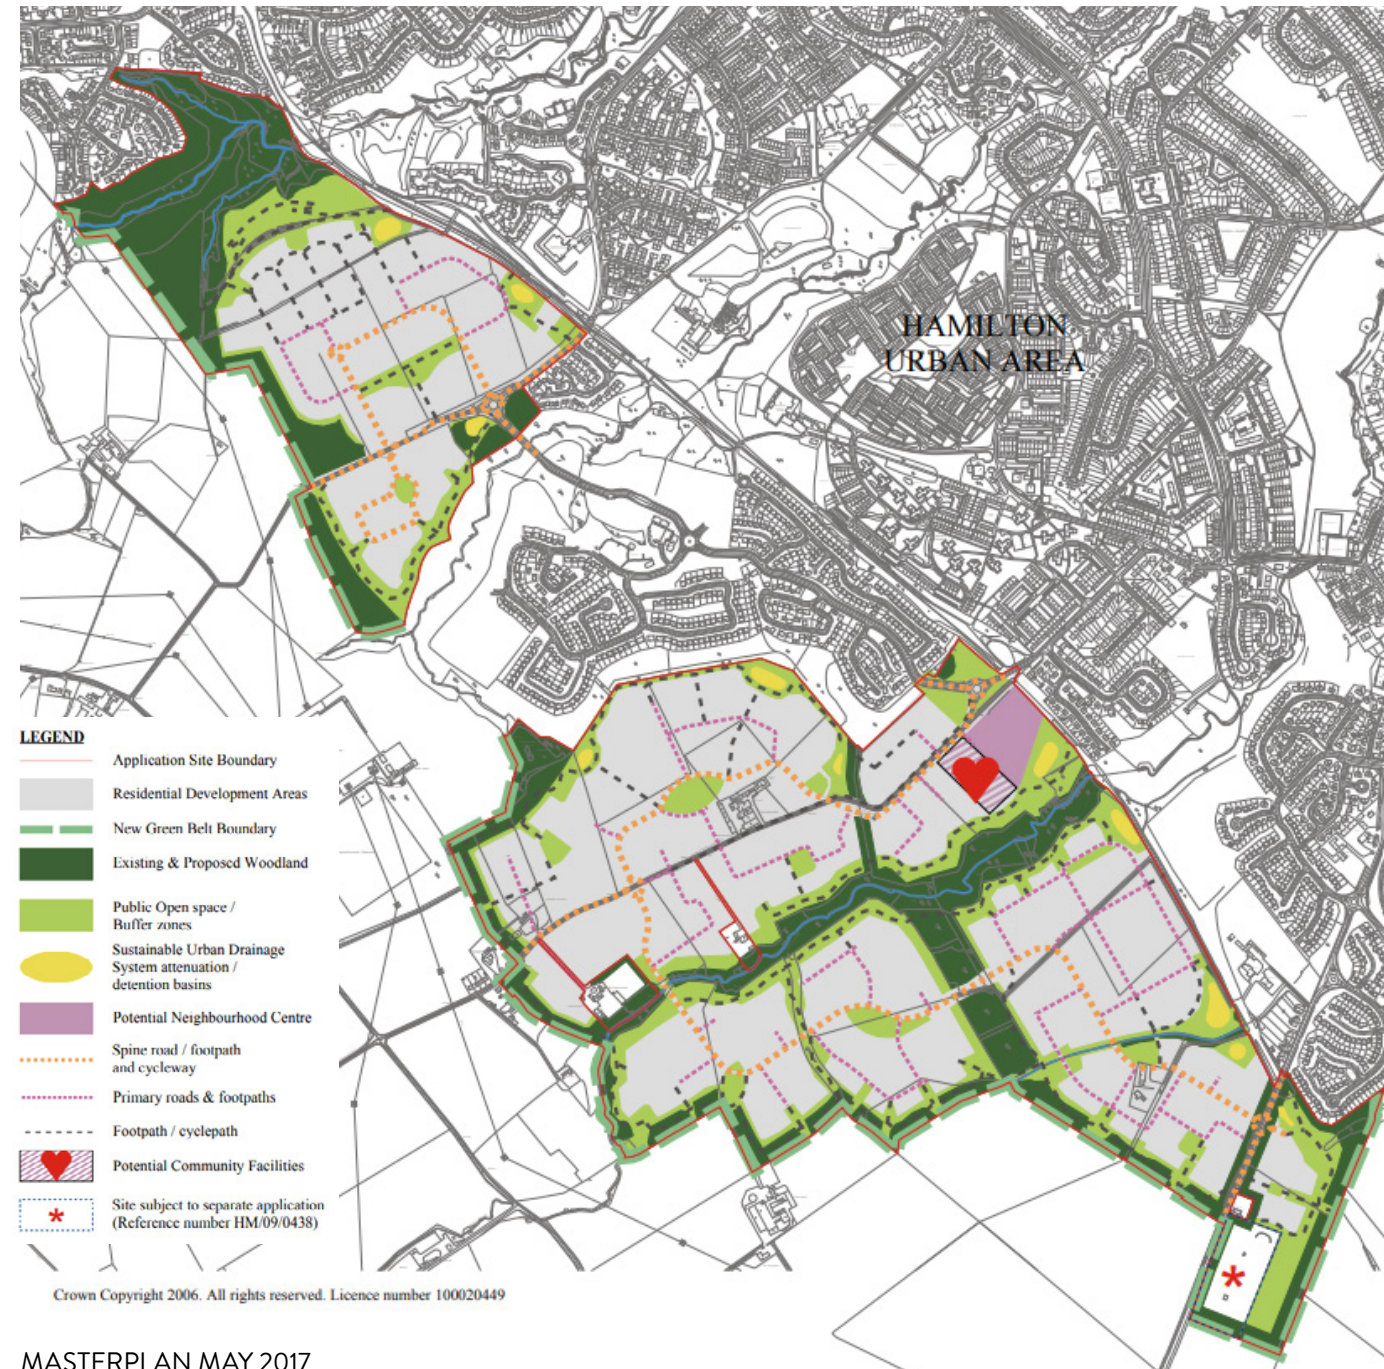 HAMILTON
URBAN AREA
LEGEND
Application Site Boundary
Residential Development Areas
New Green Belt Boundary
Existing & Proposed Woodland
Public Open space /
Buffer zones
Sustainable Urban Drainage
System attenuation /
detention basins
Potential Neighbourhood Centre
Spine road / footpath
and cycleway
Primary roads & footpaths
Footpath / cyclepath
Potential Community Facilities
Site subject to separate application
(Reference number HM/09/0438)
Crown Copyright 2006. All rights reserved. Licence number 100020449
MASTERPLAN MAY 2017